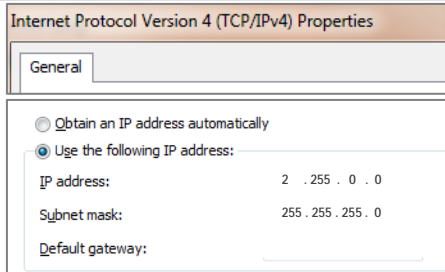 Internet Protocol Version 4 (TCP/IPv4) Properties
General
Obtain an IP address automatically
Use the following IP address:
IP address: 2 .255 . 0 . 0
Subnet mask: 255 . 255 . 255 . 0
Default gateway: